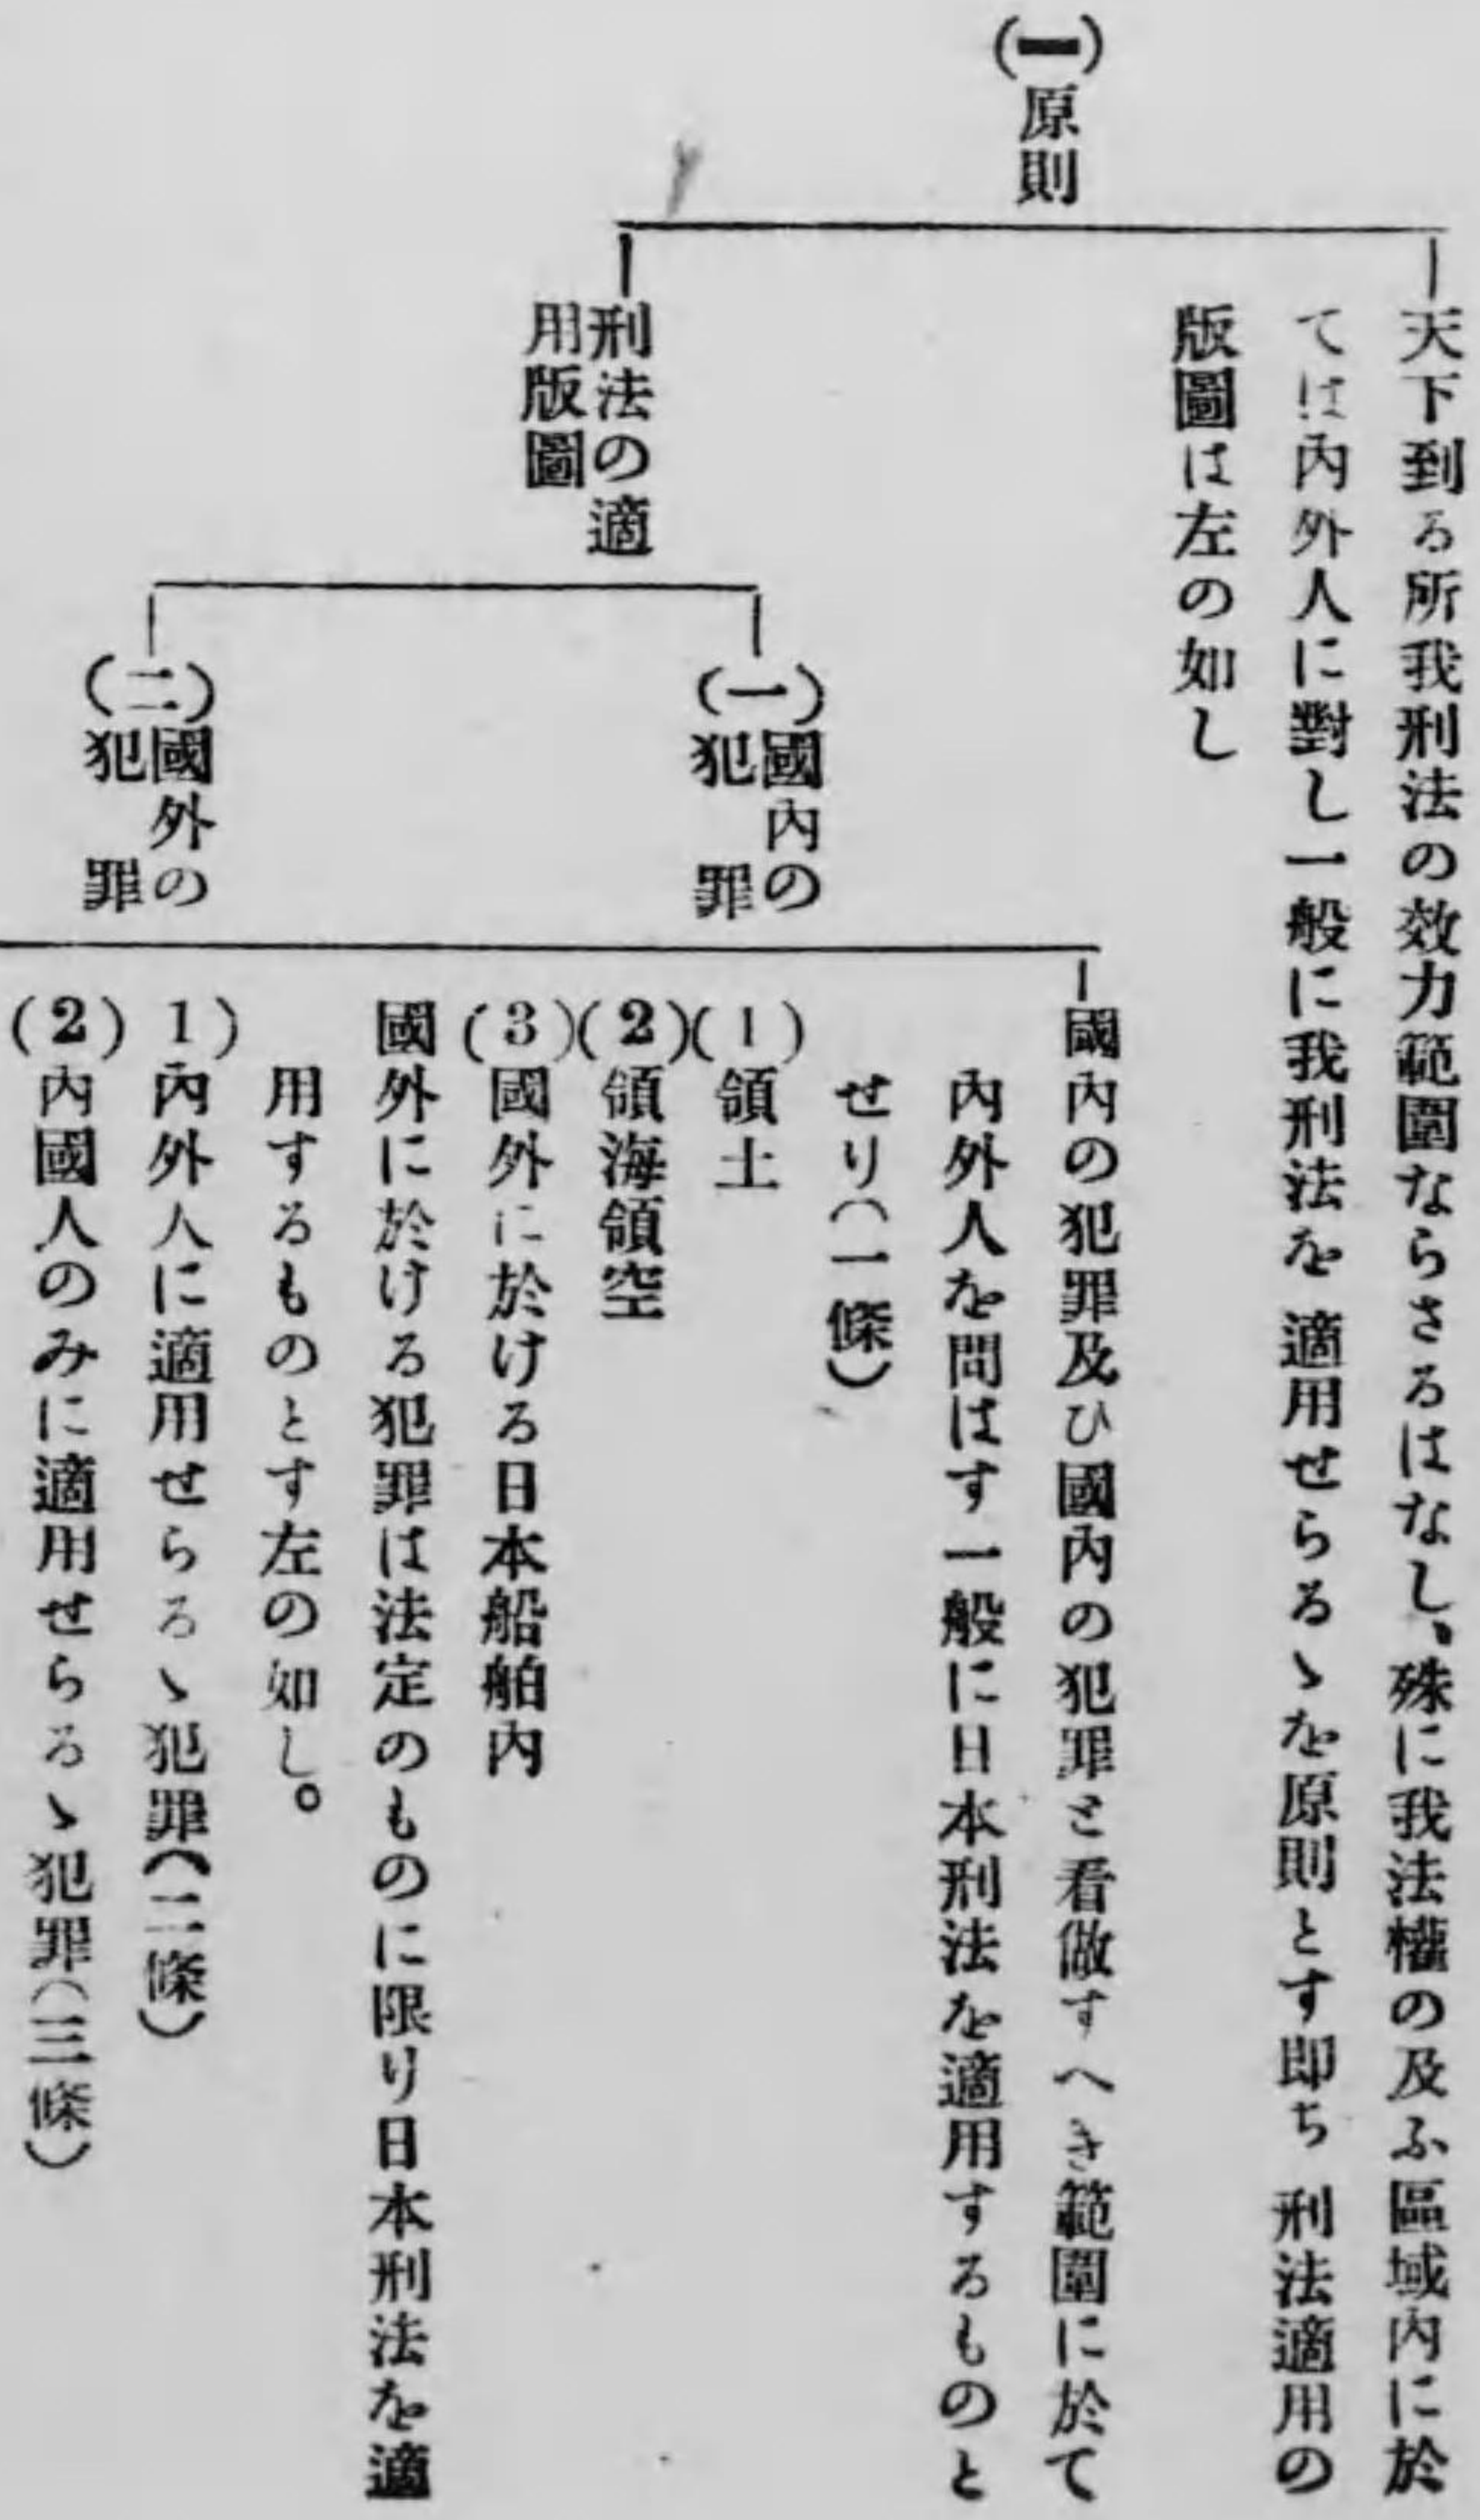 (一)原則
天下到る所我刑法の效力範圍ならさるはなし、殊に我法權の及ふ區域內に於
ては內外人に對し一般に我刑法を適用せらるゝを原則とす即ち刑法適用の
版圖は左の如し
刑法の適
用版圖
(一)國內の
犯罪
國內の犯罪及ひ國內の犯罪と看做すへき範圍に於て
內外人を問はす一般に日本刑法を適用するものと
せり(一條)
(1)領土
(2)領海領空
(3)國外に於ける日本船舶內
(二)國外の
犯罪
國外に於ける犯罪は法定のものに限り日本刑法を適
用するものとす左の如し。
1)內外人に適用せらるゝ犯罪(二條)
(2)內國人のみに適用せらるゝ犯罪(三條)